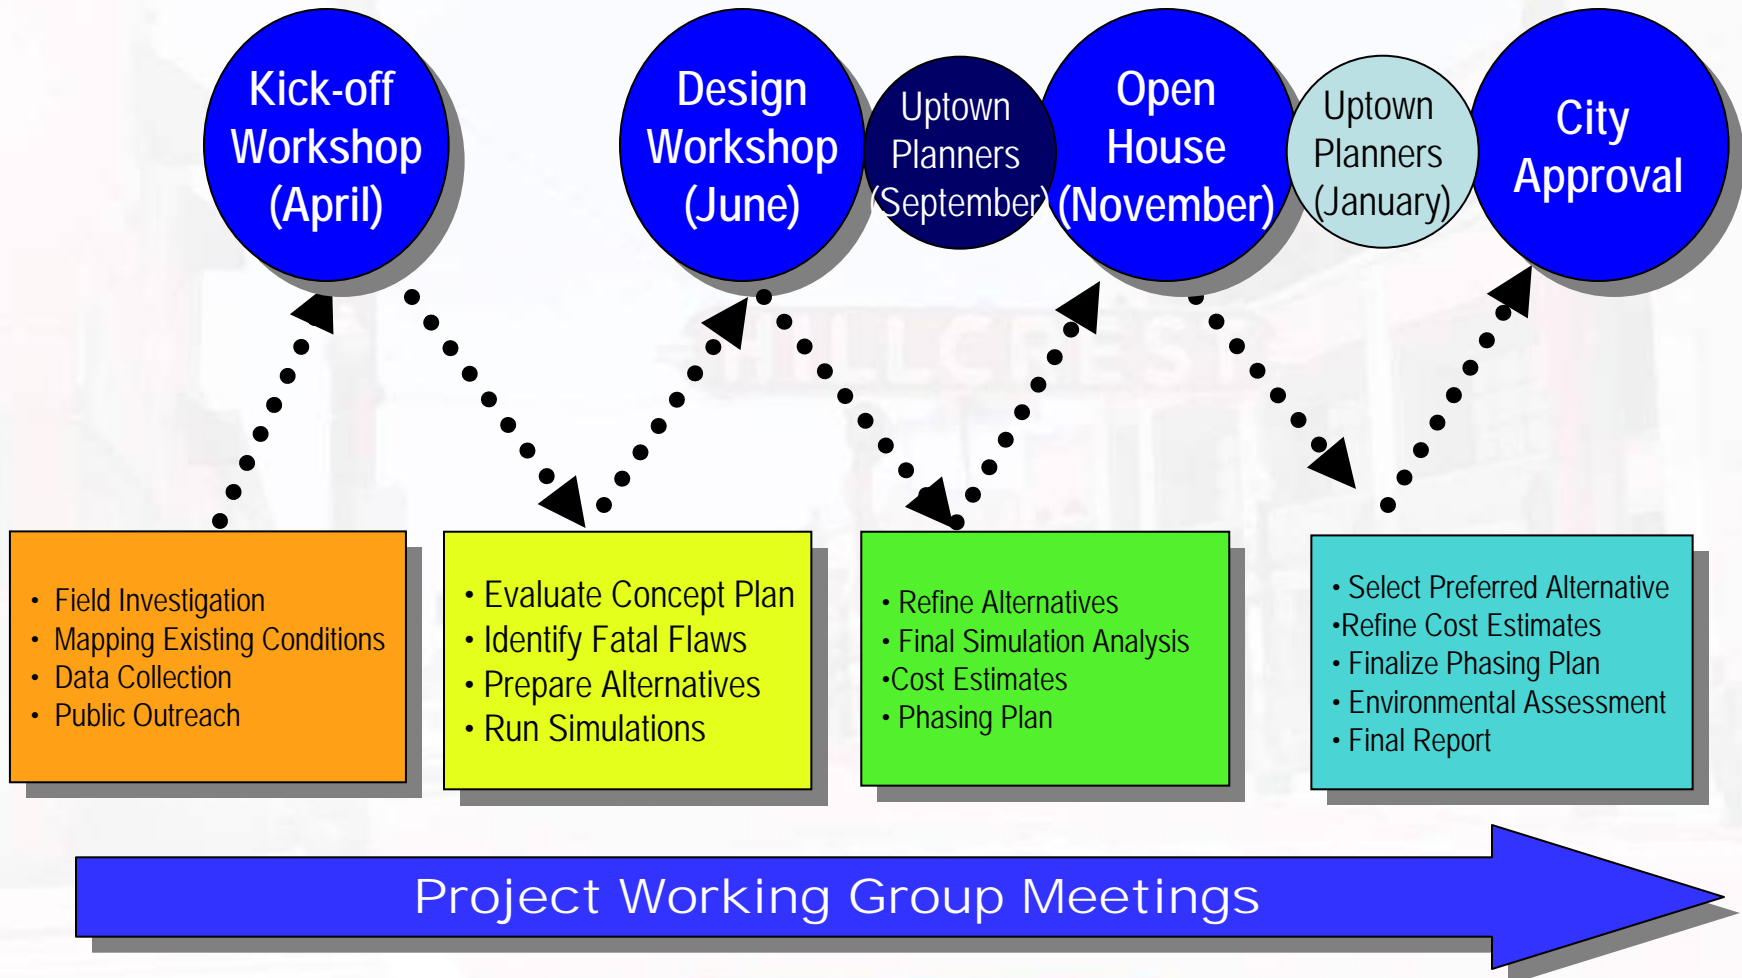 Kick-off
Workshop
(April)
Design
Workshop
(June)
Uptown
Planners
(September)
Open
House
(November)
Uptown
Planners
(January)
City
Approval
HILLCREST
• Field Investigation
• Mapping Existing Conditions
• Data Collection
• Public Outreach
• Evaluate Concept Plan
• Identify Fatal Flaws
• Prepare Alternatives
• Run Simulations
• Refine Alternatives
• Final Simulation Analysis
•Cost Estimates
• Phasing Plan
• Select Preferred Alternative
•Refine Cost Estimates
• Finalize Phasing Plan
• Environmental Assessment
• Final Report
Project Working Group Meetings